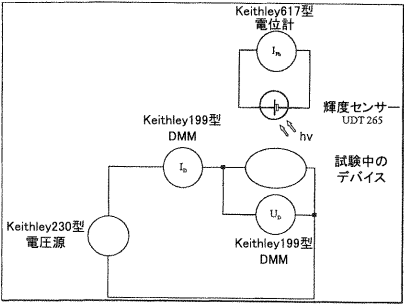 Keithley617型
電位計
I_Ph
輝度センサー
UDT 265
hν
Keithley199型
DMM
I_D
試験中の
デバイス
Keithley230型
電圧源
U_D
Keithley199型
DMM